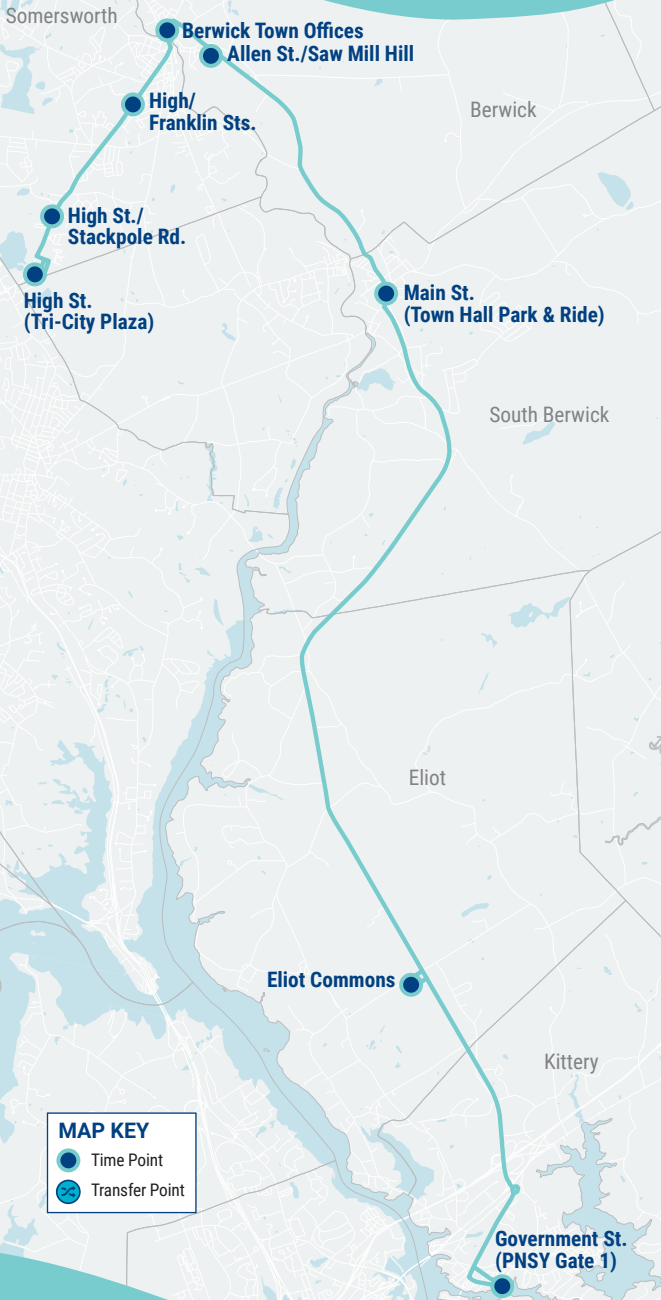 Somersworth
Berwick Town Offices
Allen St./Saw Mill Hill
High/
Franklin Sts.
Berwick
High St./
Stackpole Rd.
High St.
(Tri-City Plaza)
Main St.
(Town Hall Park & Ride)
South Berwick
Eliot
Eliot Commons
Kittery
MAP KEY
Time Point
Transfer Point
Government St.
(PNSY Gate 1)